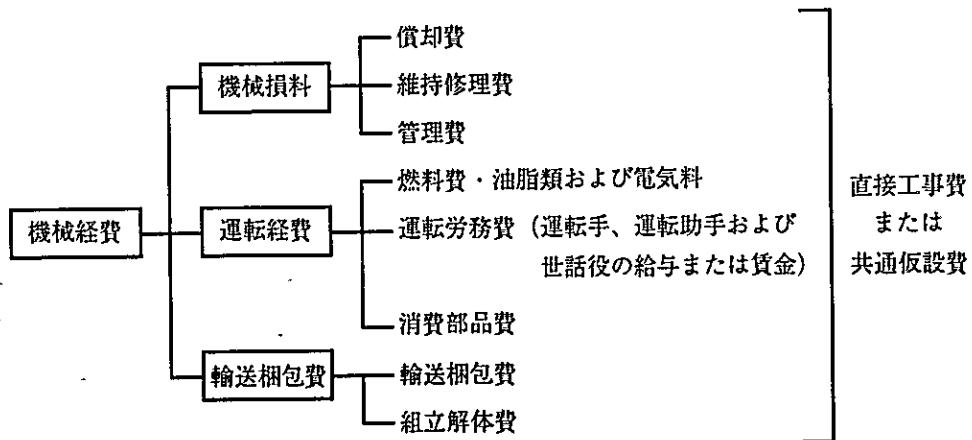 償却費
機械損料
維持修理費
管理費
燃料費・油脂類および電気料
機械経費
運転経費
運転労務費（運転手、運転助手および
世話役の給与または賃金）
消費部品費
輸送梱包費
輸送梱包費
組立解体費
直接工事費
または
共通仮設費